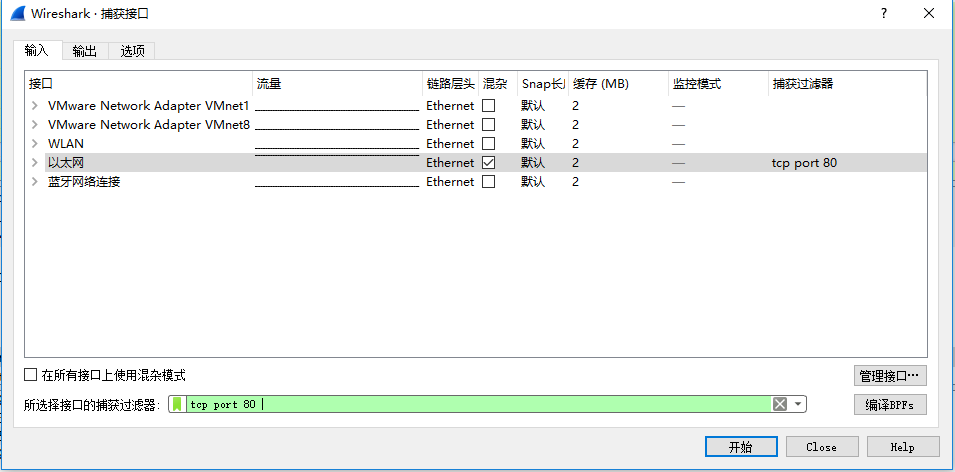 Wireshark · 捕获接口
输入 输出 选项
接口 流量 链路层头 混杂 Snap长 缓存 (MB) 监控模式 捕获过滤器
VMware Network Adapter VMnet1 Ethernet 默认 2 —
VMware Network Adapter VMnet8 Ethernet 默认 2 —
WLAN Ethernet 默认 2 —
以太网 Ethernet 默认 2 — tcp port 80
蓝牙网络连接 Ethernet 默认 2 —
在所有接口上使用混杂模式
管理接口…
所选择接口的捕获过滤器: tcp port 80
编译BPFs
开始 Close Help